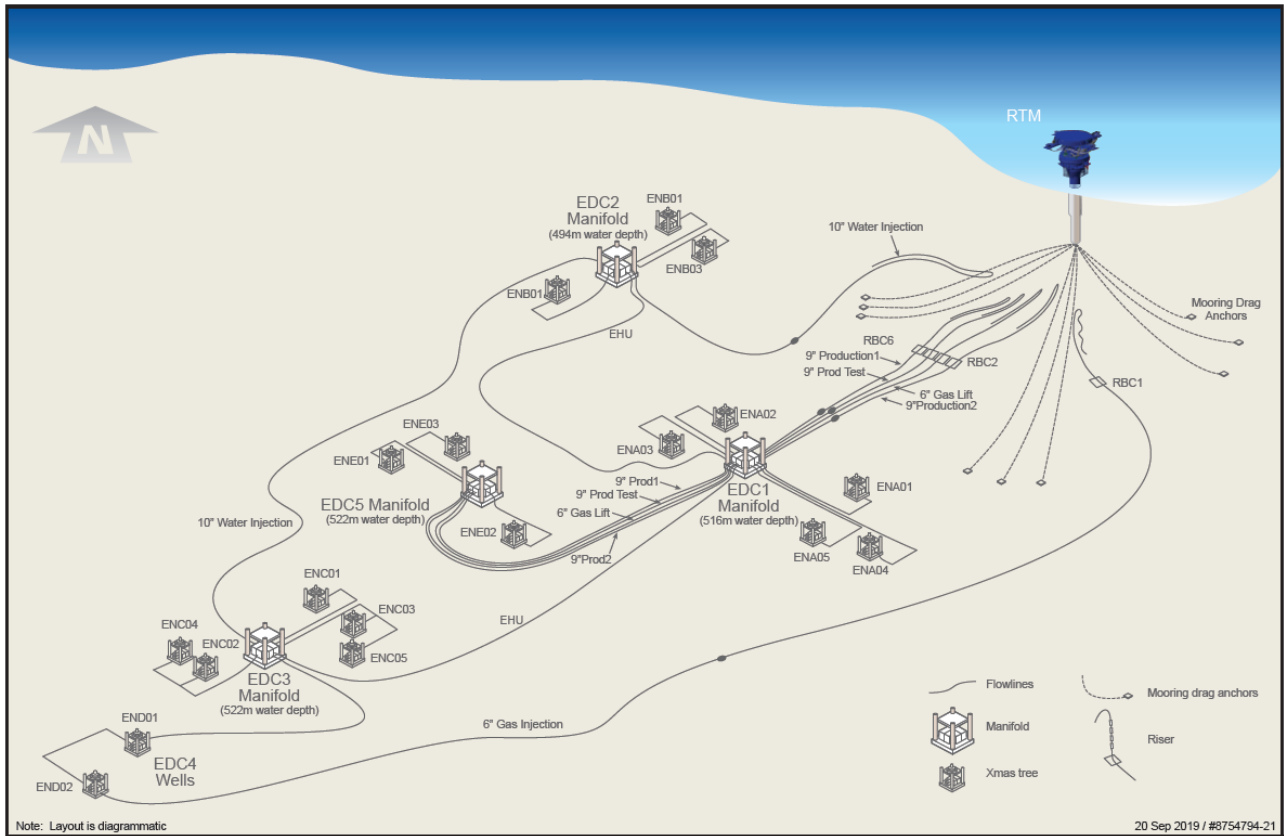 RTM
N
EDC2
Manifold
(494m water depth)
ENB01
ENB03
ENB01
10" Water Injection
Mooring Drag
Anchors
EHU
RBC6
9" Production1
9" Prod Test
RBC2
6" Gas Lift
9"Production2
RBC1
ENA02
ENA03
ENE03
ENE01
EDC5 Manifold
(522m water depth)
ENE02
9" Prod1
9" Prod Test
6" Gas Lift
9"Prod2
EDC1
Manifold
(516m water depth)
ENA01
ENA05
ENA04
10" Water Injection
ENC01
ENC03
ENC04
ENC02
ENC05
EHU
EDC3
Manifold
(522m water depth)
END01
EDC4
Wells
END02
6" Gas Injection
Flowlines
Mooring drag anchors
Manifold
Riser
Xmas tree
Note: Layout is diagrammatic
20 Sep 2019 / #8754794-21